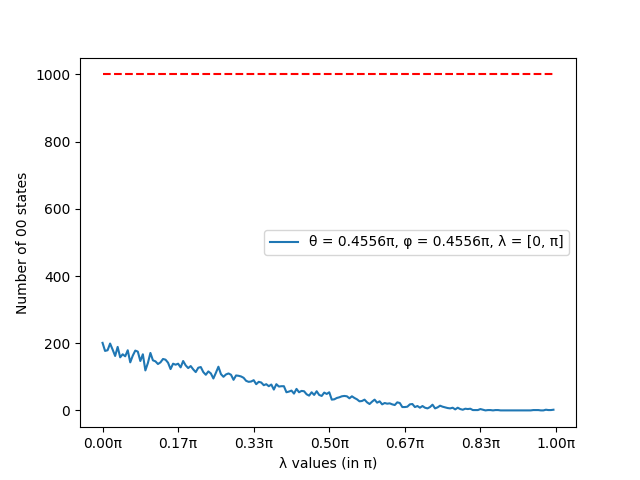 1000
800
600
400
200
0
Number of 00 states
θ = 0.4556π, φ = 0.4556π, λ = [0, π]
0.00π 0.17π 0.33π 0.50π 0.67π 0.83π 1.00π
λ values (in π)